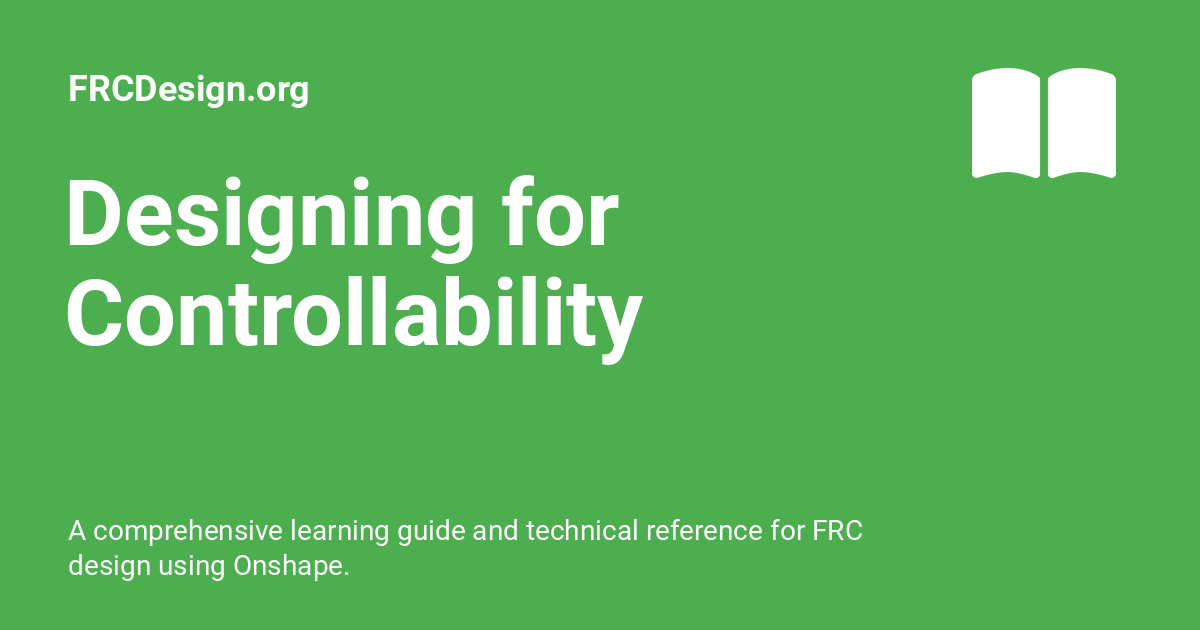 FRCDesign.org
Designing for
Controllability
A comprehensive learning guide and technical reference for FRC
design using Onshape.